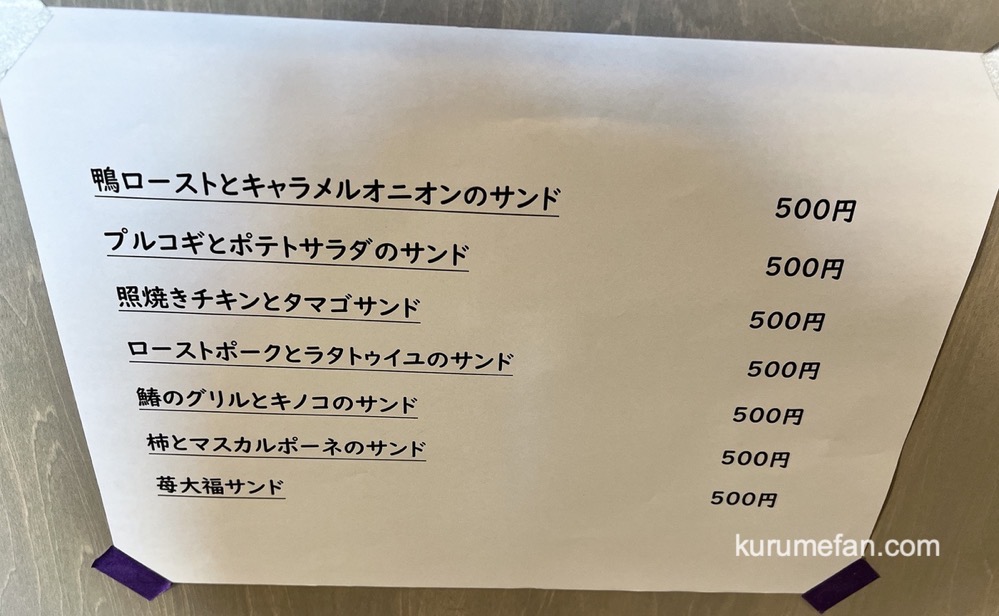 鴨ローストとキャラメルオニオンのサンド 500円
プルコギとポテトサラダのサンド 500円
照焼きチキンとタマゴサンド 500円
ローストポークとラタトゥイユのサンド 500円
鰆のグリルとキノコのサンド 500円
柿とマスカルポーネのサンド 500円
苺大福サンド 500円
kurumefan.com